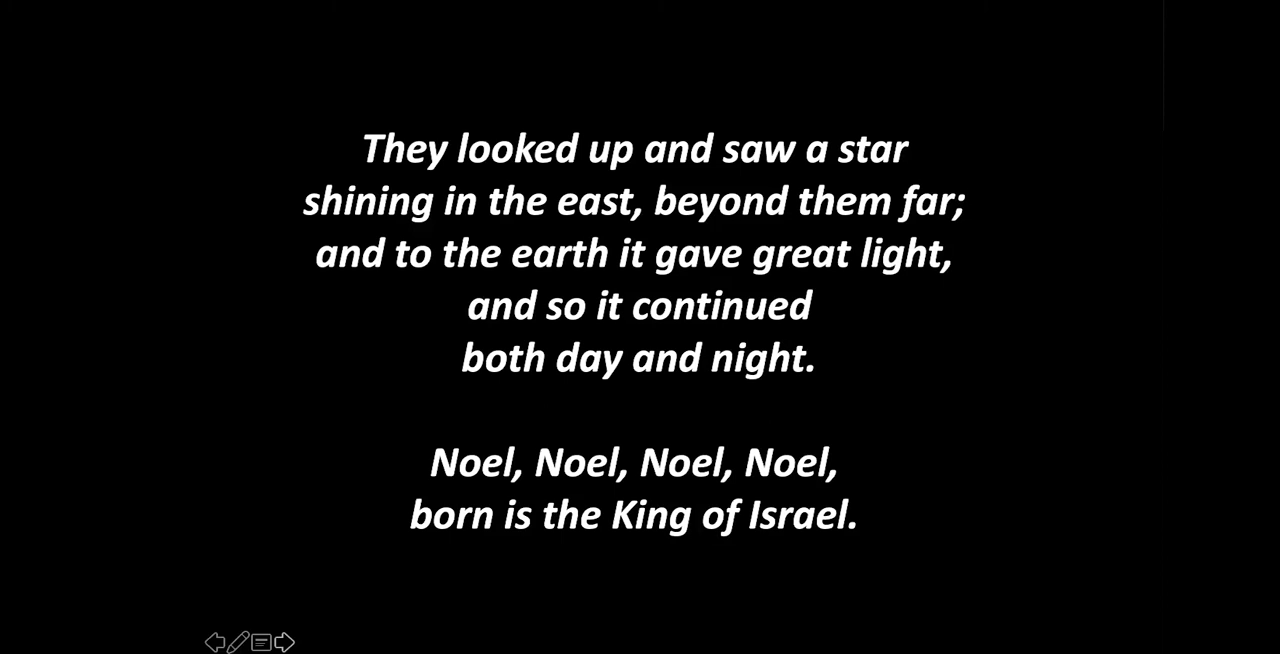 They looked up and saw a star
shining in the east, beyond them far;
and to the earth it gave great light,
and so it continued
both day and night.
Noel, Noel, Noel, Noel,
born is the King of Israel.